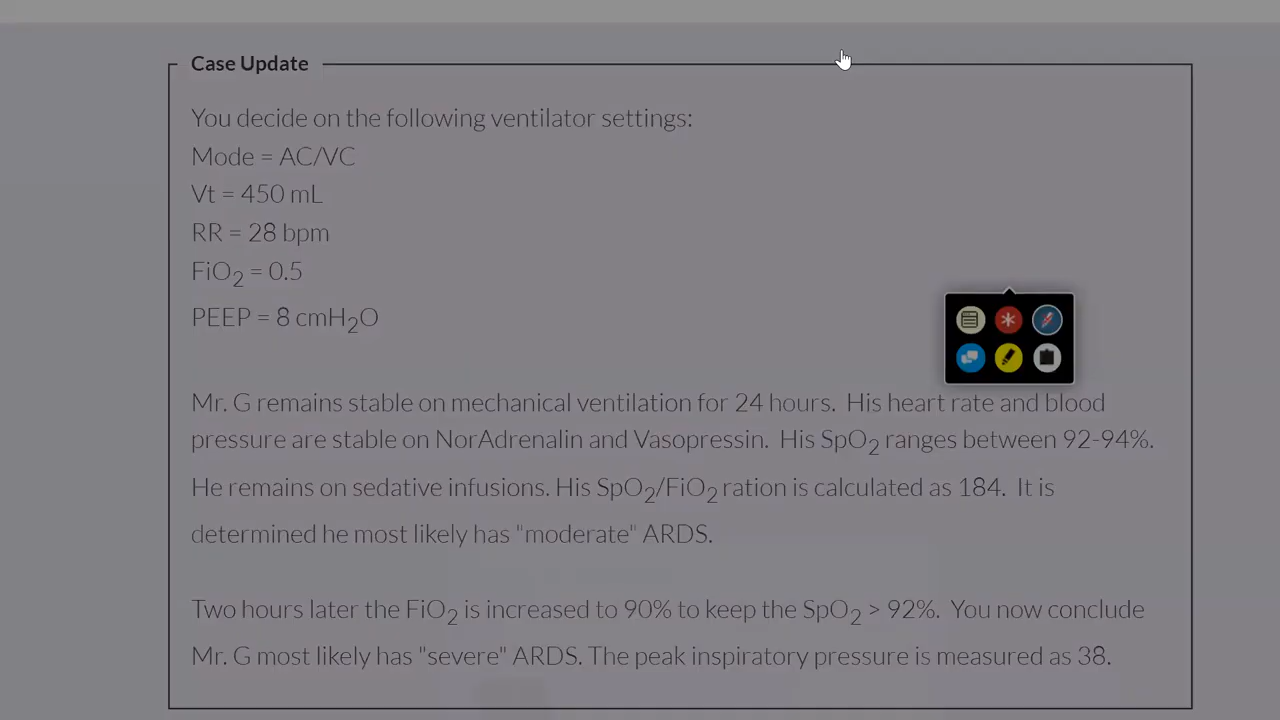 Case Update
You decide on the following ventilator settings:
Mode = AC/VC
Vt = 450 mL
RR = 28 bpm
FiO2 = 0.5
PEEP = 8 cmH2O
Mr. G remains stable on mechanical ventilation for 24 hours.  His heart rate and blood
pressure are stable on NorAdrenalin and Vasopressin.  His SpO2 ranges between 92-94%.
He remains on sedative infusions. His SpO2/FiO2 ration is calculated as 184.  It is
determined he most likely has "moderate" ARDS.
Two hours later the FiO2 is increased to 90% to keep the SpO2 > 92%.  You now conclude
Mr. G most likely has "severe" ARDS. The peak inspiratory pressure is measured as 38.